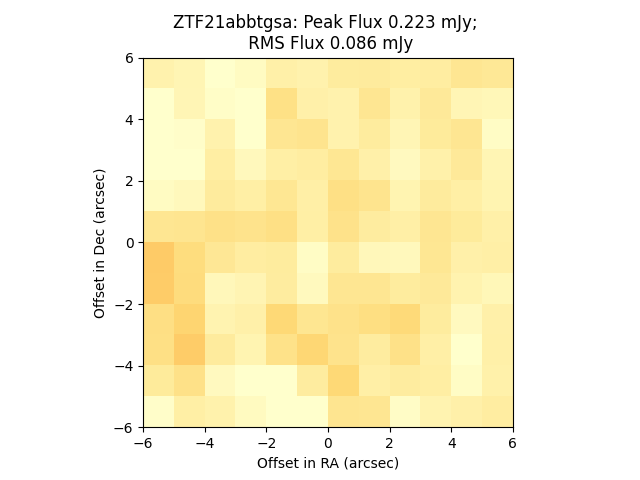 ZTF21abbtgsa: Peak Flux 0.223 mJy;
RMS Flux 0.086 mJy
6
4
2
0
−2
−4
−6
Offset in Dec (arcsec)
−6 −4 −2 0 2 4 6
Offset in RA (arcsec)